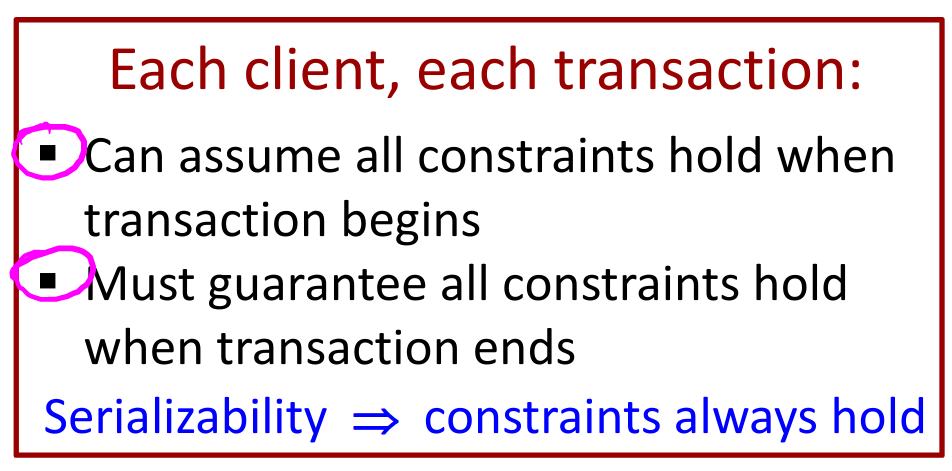 Each client, each transaction:
▪ Can assume all constraints hold when
transaction begins
▪ Must guarantee all constraints hold
when transaction ends
Serializability ⇒ constraints always hold